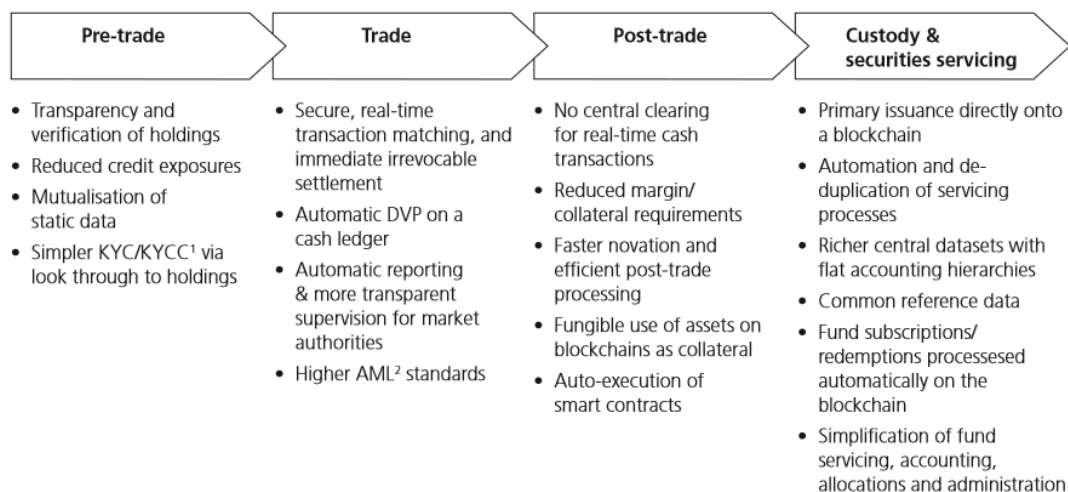 Pre-trade
Trade
Post-trade
Custody &
securities servicing
• Transparency and
verification of holdings
• Reduced credit exposures
• Mutualisation of
static data
• Simpler KYC/KYCC¹ via
look through to holdings
• Secure, real-time
transaction matching, and
immediate irrevocable
settlement
• Automatic DVP on a
cash ledger
• Automatic reporting
& more transparent
supervision for market
authorities
• Higher AML² standards
• No central clearing
for real-time cash
transactions
• Reduced margin/
collateral requirements
• Faster novation and
efficient post-trade
processing
• Fungible use of assets on
blockchains as collateral
• Auto-execution of
smart contracts
• Primary issuance directly onto
a blockchain
• Automation and de-
duplication of servicing
processes
• Richer central datasets with
flat accounting hierarchies
• Common reference data
• Fund subscriptions/
redemptions processesed
automatically on the
blockchain
• Simplification of fund
servicing, accounting,
allocations and administration